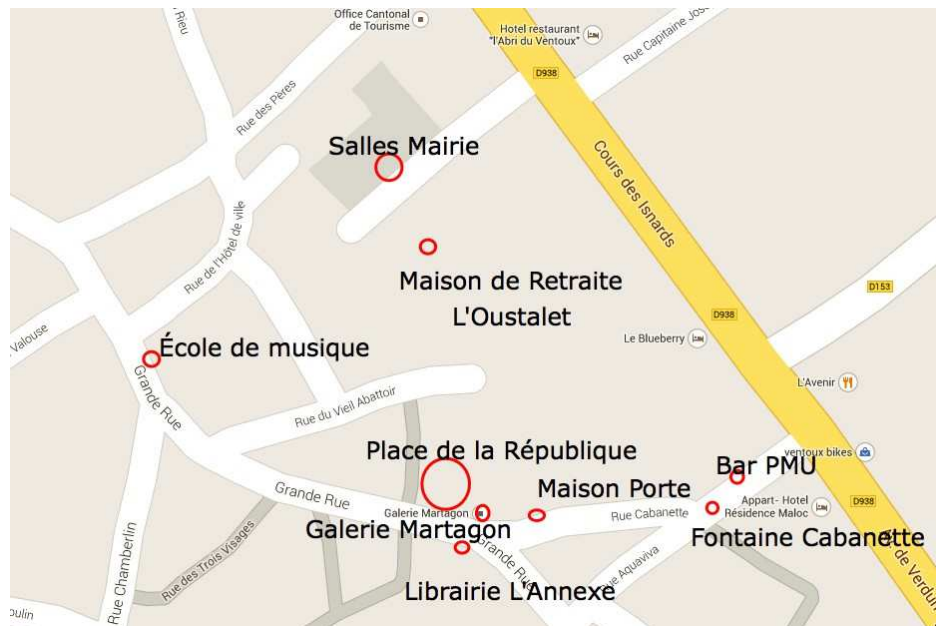 Office Cantonal
de Tourisme
Rieu
Hotel restaurant
"l'Abri du Ventoux"
Rue Capitaine
D938
Rue des Pères
Salles Mairie
Cours des Isnards
Rue de l'Hôtel de ville
Maison de Retraite
L'Oustalet
D153
D938
Valouse
Le Blueberry
École de musique
L'Avenir
Grande Rue
Rue du Vieil Abattoir
Place de la République
ventoux bikes
Bar PMU
Maison Porte
Grande Rue
Galerie Martagon
Rue Cabanette
Appart- Hotel
Résidence Maloc
D938
Galerie Martagon
Fontaine Cabanette
Grande Rue
de Verdun
Rue Chamberlin
Rue des Trois Visages
Rue Aquaviva
Librairie L'Annexe
oulin